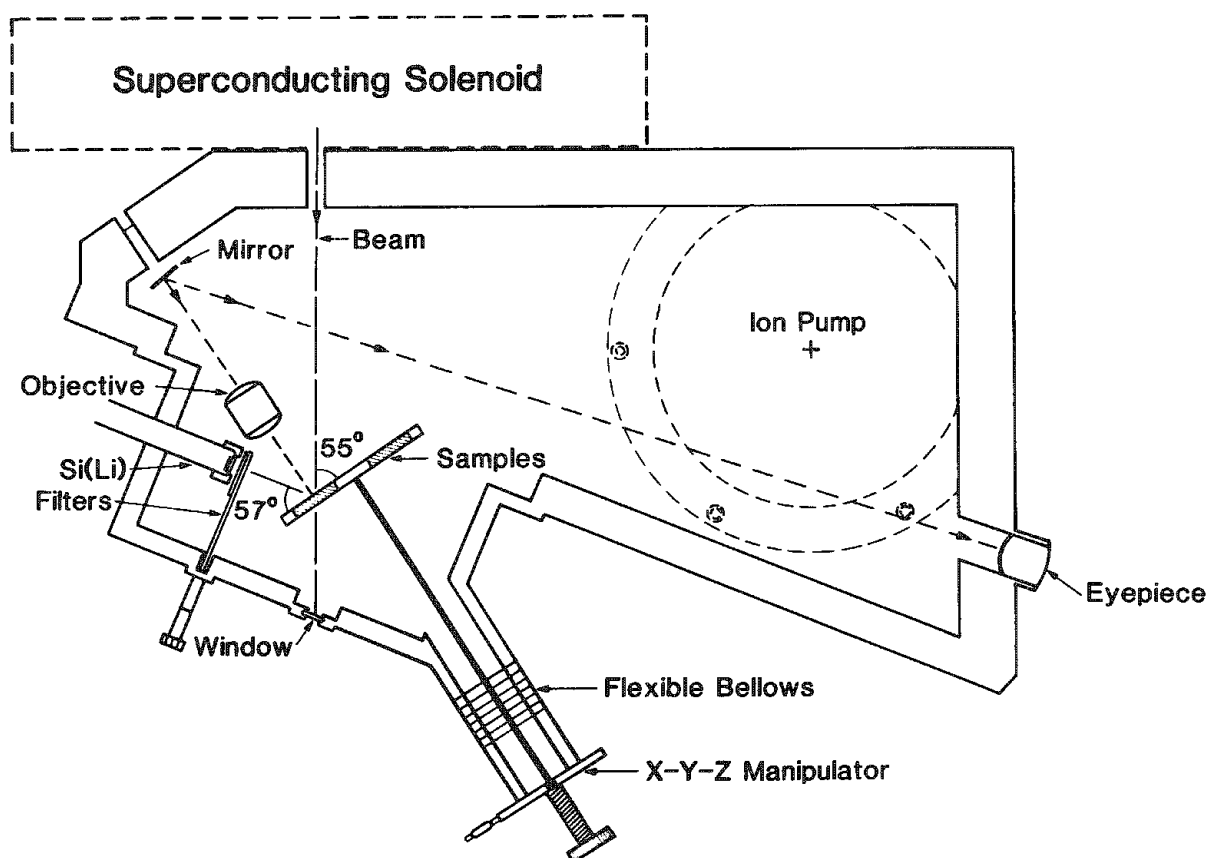 Superconducting Solenoid
Beam
Mirror
Ion Pump
Objective
55°
Samples
Si(Li)
Filters
57°
Eyepiece
Window
Flexible Bellows
X-Y-Z Manipulator